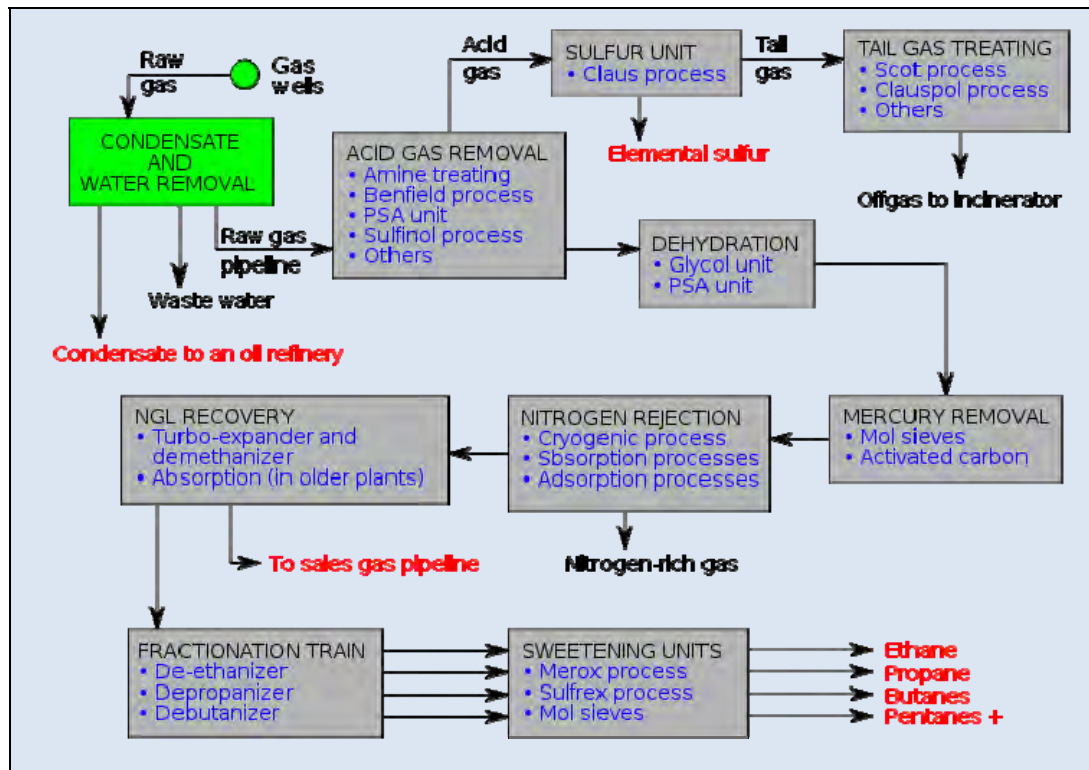 Raw
gas
Gas
wells
CONDENSATE
AND
WATER REMOVAL
Raw gas
pipeline
Waste water
Condensate to an oil refinery
ACID GAS REMOVAL
• Amine treating
• Benfield process
• PSA unit
• Sulfinol process
• Others
Acid
gas
SULFUR UNIT
• Claus process
Elemental sulfur
Tail
gas
TAIL GAS TREATING
• Scot process
• Clauspol process
• Others
Offgas to incinerator
DEHYDRATION
• Glycol unit
• PSA unit
MERCURY REMOVAL
• Mol sieves
• Activated carbon
NITROGEN REJECTION
• Cryogenic process
• Sbsorption processes
• Adsorption processes
Nitrogen-rich gas
NGL RECOVERY
• Turbo-expander and
demethanizer
• Absorption (in older plants)
To sales gas pipeline
FRACTIONATION TRAIN
• De-ethanizer
• Depropanizer
• Debutanizer
SWEETENING UNITS
• Merox process
• Sulfrex process
• Mol sieves
Ethane
Propane
Butanes
Pentanes +